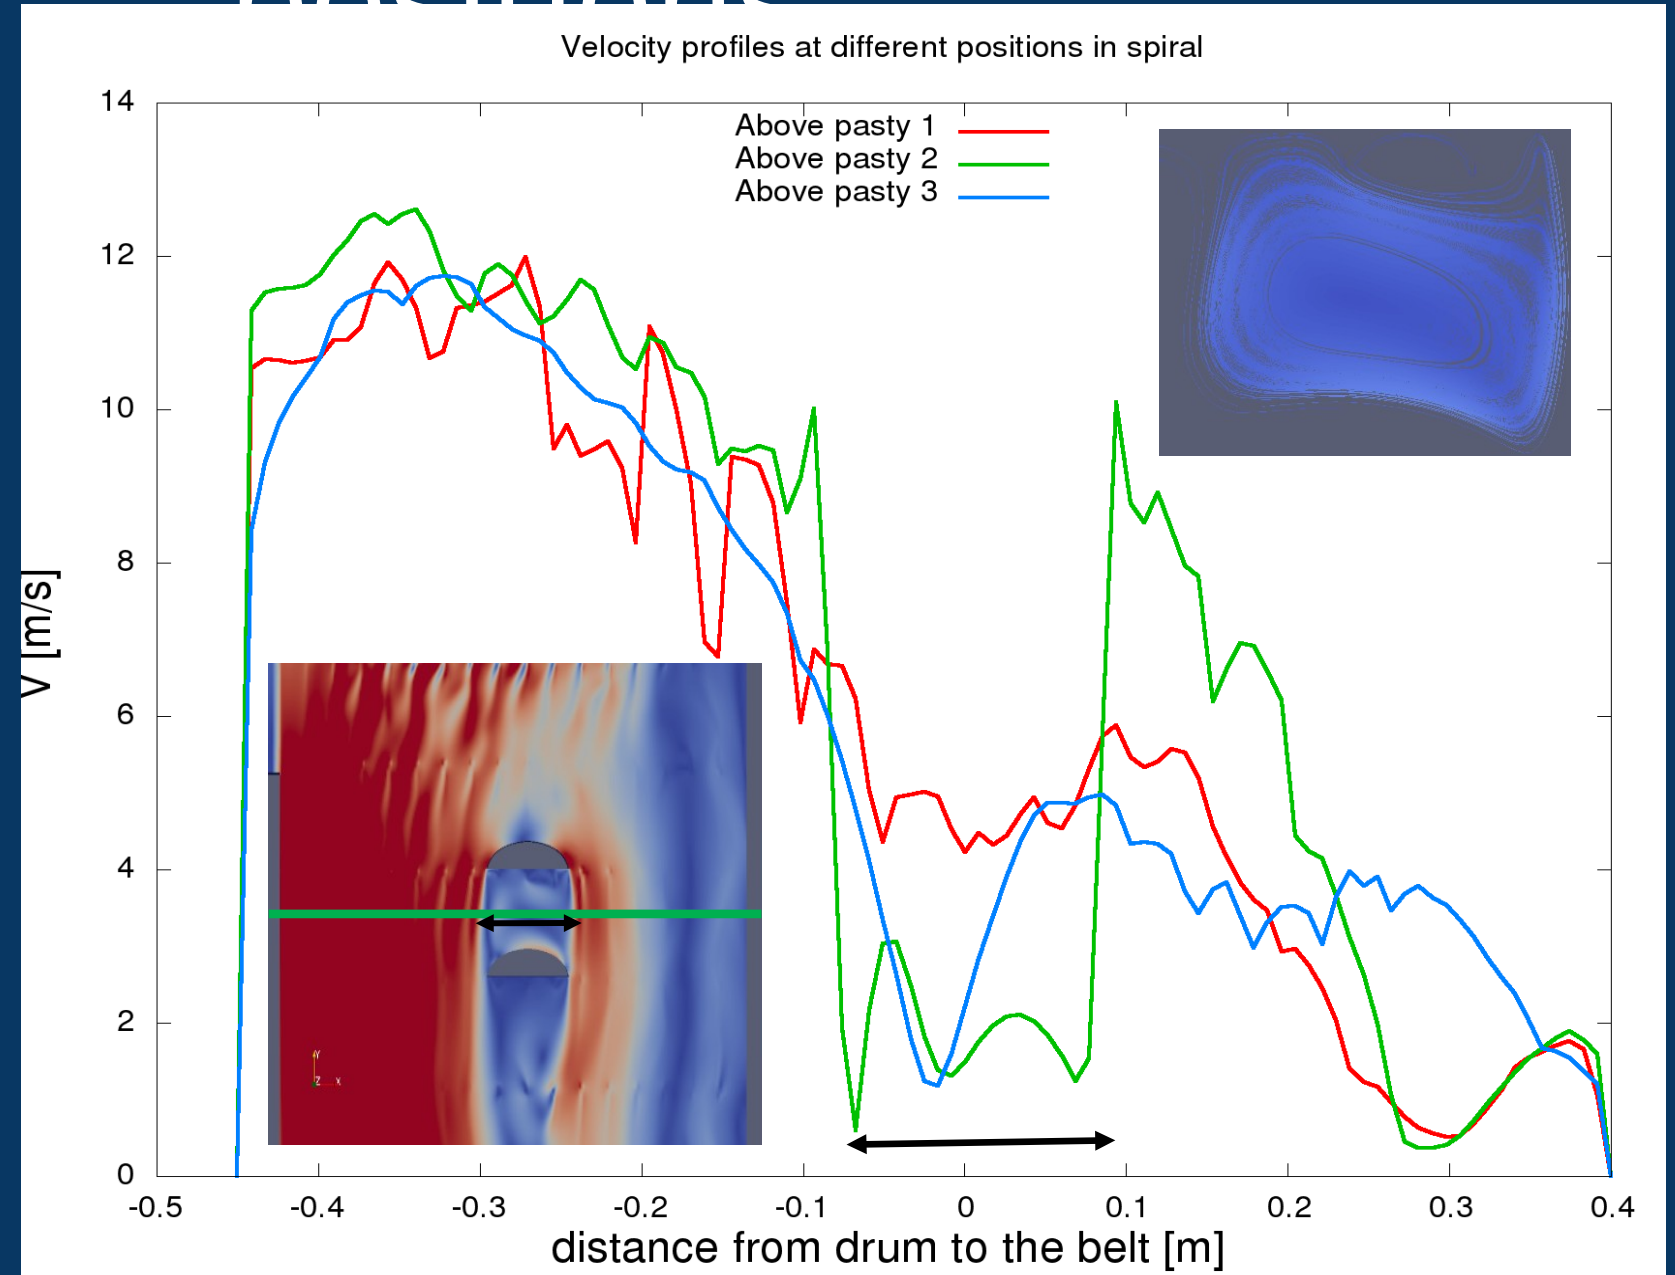 Velocity profiles at different positions in spiral
14
Above pasty 1
Above pasty 2
Above pasty 3
12
10
8
6
4
2
0
V [m/s]
Y
Z X
-0.5 -0.4 -0.3 -0.2 -0.1 0 0.1 0.2 0.3 0.4
distance from drum to the belt [m]